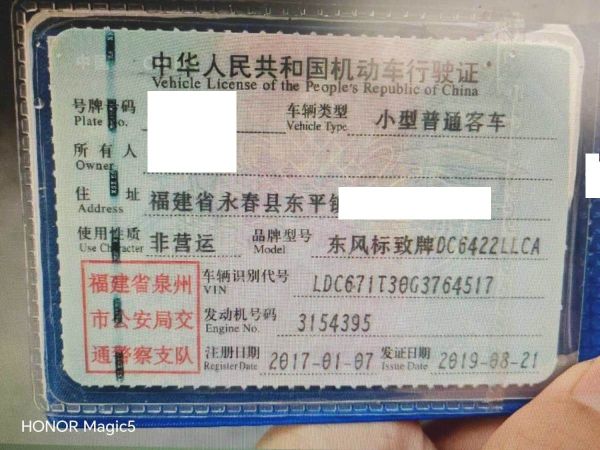 中华人民共和国机动车行驶证
Vehicle License of the People's Republic of China
号牌号码
Plate No.
车辆类型 小型普通客车
Vehicle Type
所有人
Owner
住址 福建省永春县东平镇
Address
使用性质 非营运
Use Character
品牌型号 东风标致牌DC6422LLCA
Model
福建省泉州
市公安局交
通警察支队
车辆识别代号 LDC671T30G3764517
VIN
发动机号码 3154395
Engine No.
注册日期 2017-01-07
Register Date
发证日期 2019-08-21
Issue Date
HONOR Magic5